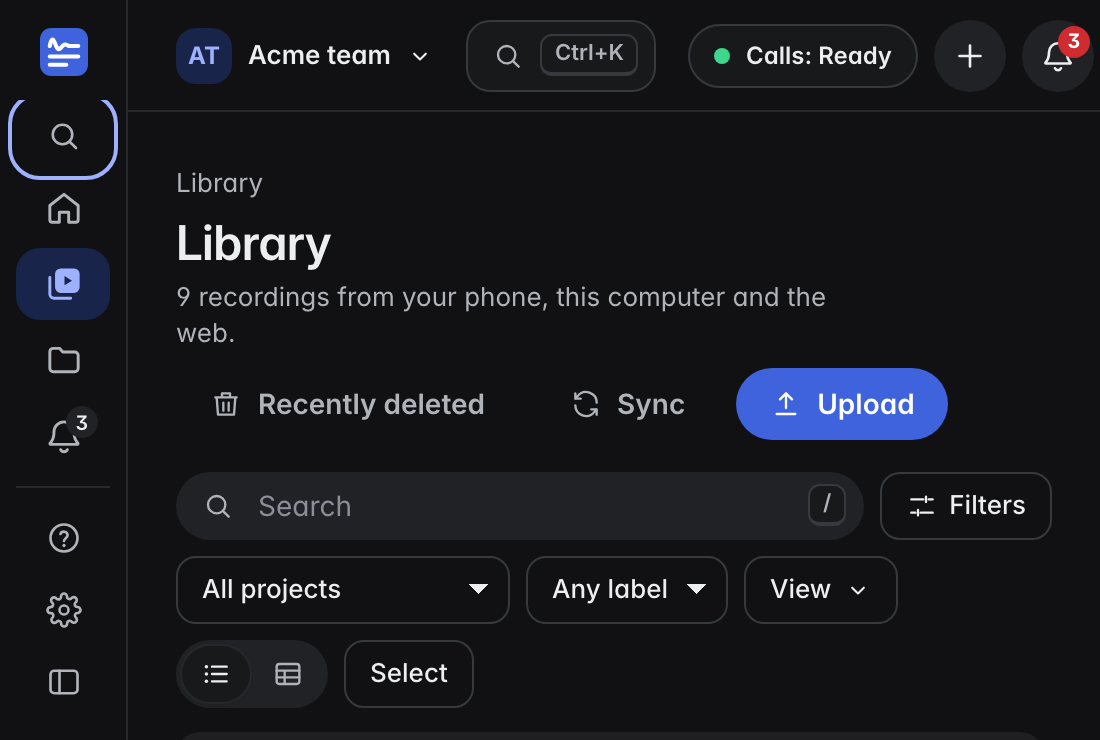 AT Acme team Ctrl+K Calls: Ready 3
Library
Library
9 recordings from your phone, this computer and the
web.
Recently deleted Sync Upload
3
Search / Filters
All projects Any label View
Select